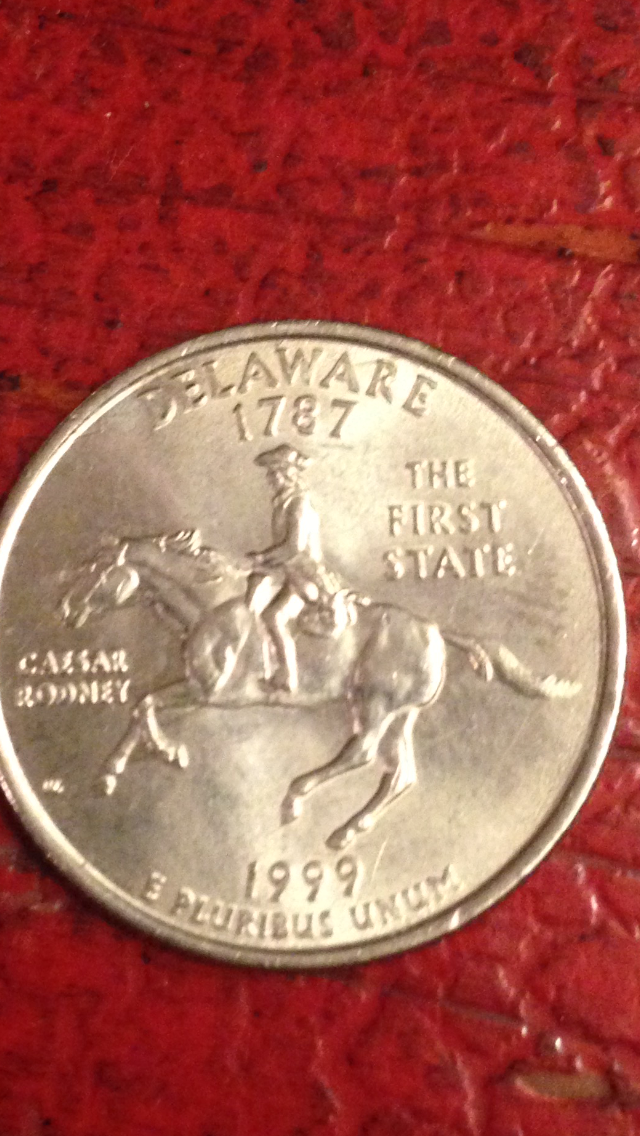 DELAWARE
1787
THE
FIRST
STATE
CAESAR
RODNEY
1999
E PLURIBUS UNUM